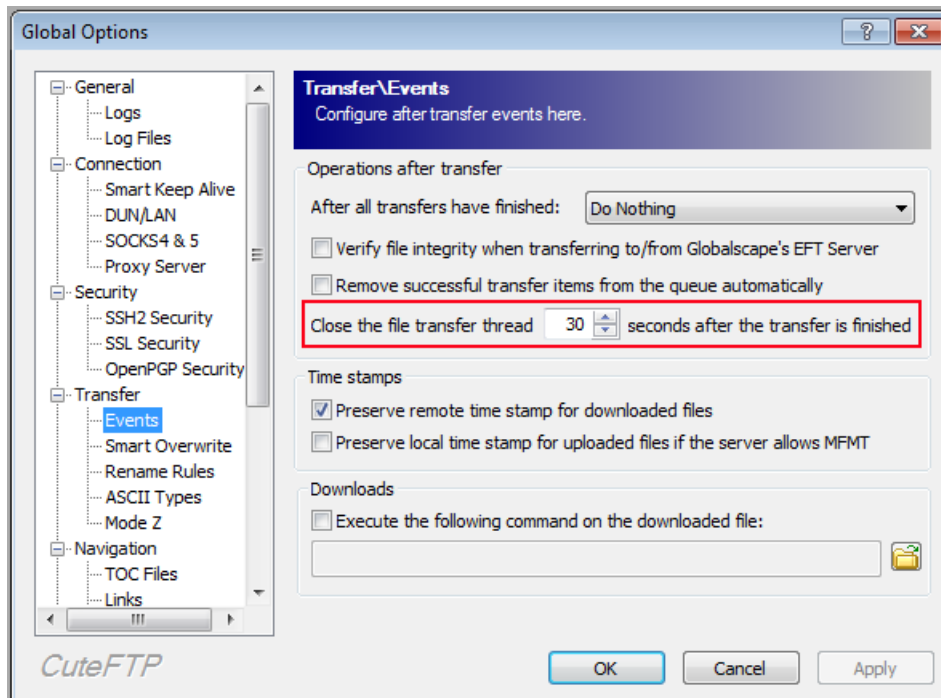 Global Options
General
Logs
Log Files
Connection
Smart Keep Alive
DUN/LAN
SOCKS4 & 5
Proxy Server
Security
SSH2 Security
SSL Security
OpenPGP Security
Transfer
Events
Smart Overwrite
Rename Rules
ASCII Types
Mode Z
Navigation
TOC Files
Links
Transfer\Events
Configure after transfer events here.
Operations after transfer
After all transfers have finished: Do Nothing
Verify file integrity when transferring to/from Globalscape's EFT Server
Remove successful transfer items from the queue automatically
Close the file transfer thread 30 seconds after the transfer is finished
Time stamps
Preserve remote time stamp for downloaded files
Preserve local time stamp for uploaded files if the server allows MFMT
Downloads
Execute the following command on the downloaded file:
CuteFTP
OK Cancel Apply